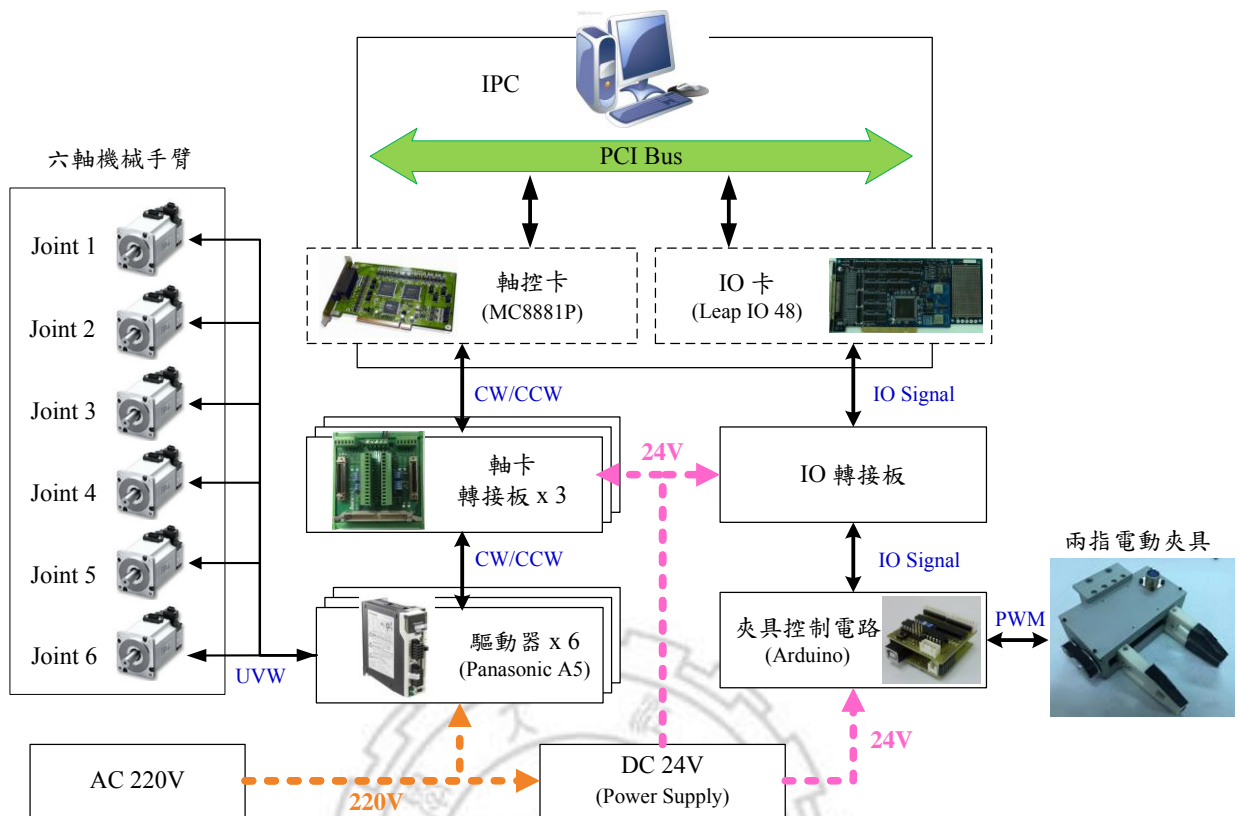 IPC
PCI Bus
六軸機械手臂
Joint 1
Joint 2
Joint 3
Joint 4
Joint 5
Joint 6
軸控卡
(MC8881P)
IO 卡
(Leap IO 48)
CW/CCW
IO Signal
軸卡
轉接板 x 3
24V
IO 轉接板
CW/CCW
IO Signal
兩指電動夾具
驅動器 x 6
(Panasonic A5)
UVW
夾具控制電路
(Arduino)
PWM
24V
AC 220V
220V
DC 24V
(Power Supply)